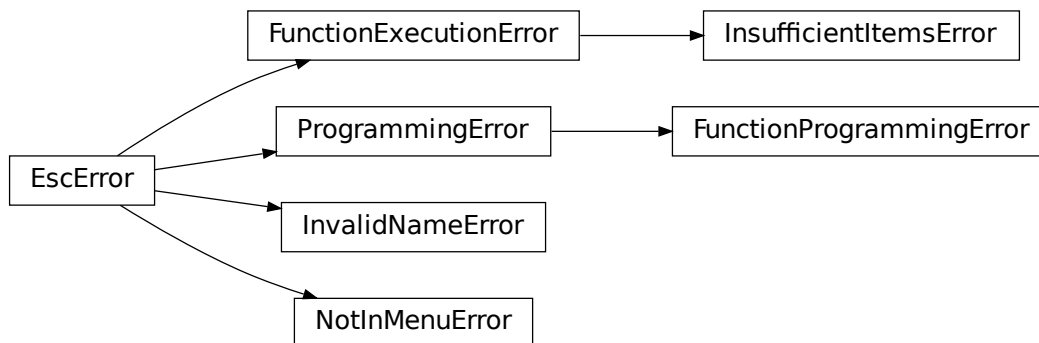 FunctionExecutionError
InsufficientItemsError
ProgrammingError
FunctionProgrammingError
EscError
InvalidNameError
NotInMenuError